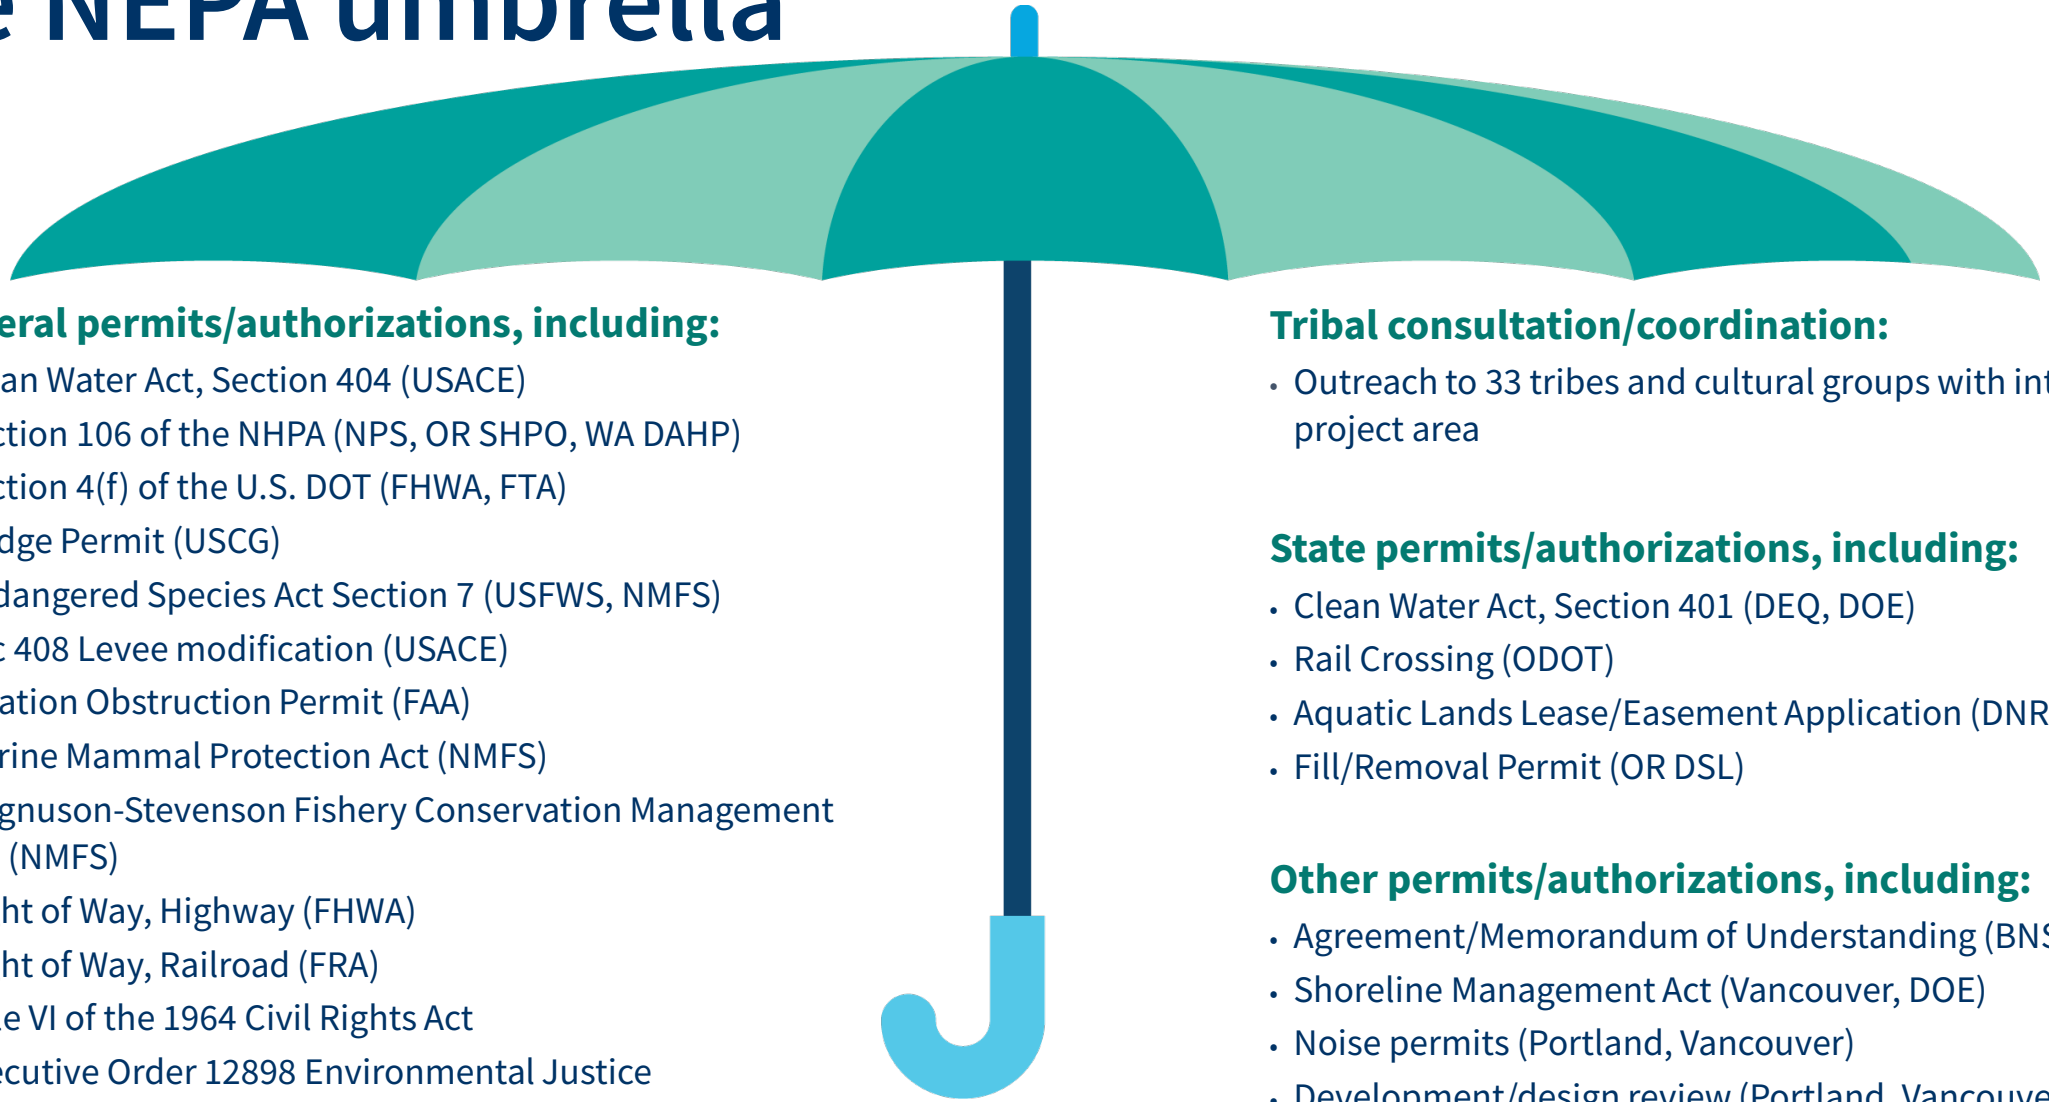 e NEPA umbrella
eral permits/authorizations, including:
an Water Act, Section 404 (USACE)
ction 106 of the NHPA (NPS, OR SHPO, WA DAHP)
ction 4(f) of the U.S. DOT (FHWA, FTA)
dge Permit (USCG)
dangered Species Act Section 7 (USFWS, NMFS)
c 408 Levee modification (USACE)
ation Obstruction Permit (FAA)
rine Mammal Protection Act (NMFS)
gnuson-Stevenson Fishery Conservation Management
(NMFS)
ht of Way, Highway (FHWA)
ht of Way, Railroad (FRA)
le VI of the 1964 Civil Rights Act
ecutive Order 12898 Environmental Justice
Tribal consultation/coordination:
• Outreach to 33 tribes and cultural groups with int
project area
State permits/authorizations, including:
• Clean Water Act, Section 401 (DEQ, DOE)
• Rail Crossing (ODOT)
• Aquatic Lands Lease/Easement Application (DNR
• Fill/Removal Permit (OR DSL)
Other permits/authorizations, including:
• Agreement/Memorandum of Understanding (BNS
• Shoreline Management Act (Vancouver, DOE)
• Noise permits (Portland, Vancouver)
• Development/design review (Portland, Vancouve